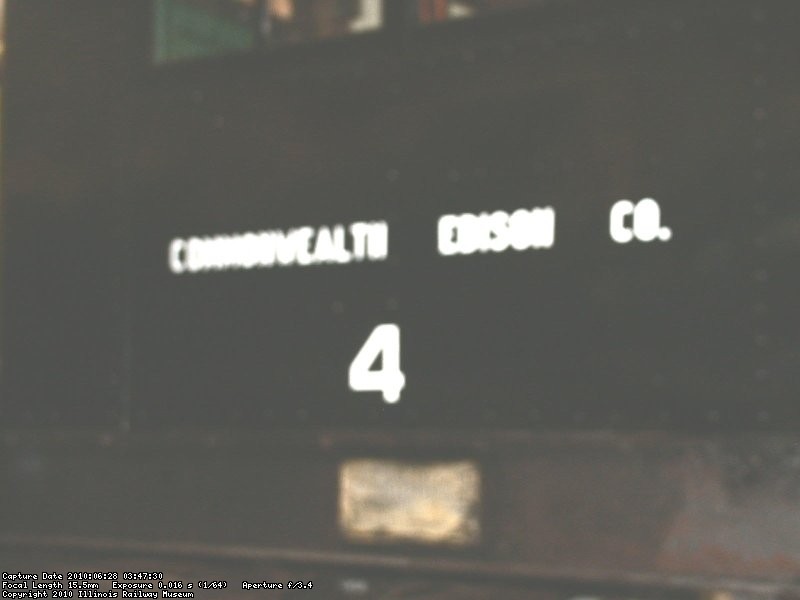 COMMONWEALTH EDISON CO.
4
Capture Date 2010:06:28 03:47:30
Focal Length 15.5mm Exposure 0.016 s (1/64) Aperture f/3.4
Copyright 2010 Illinois Railway Museum